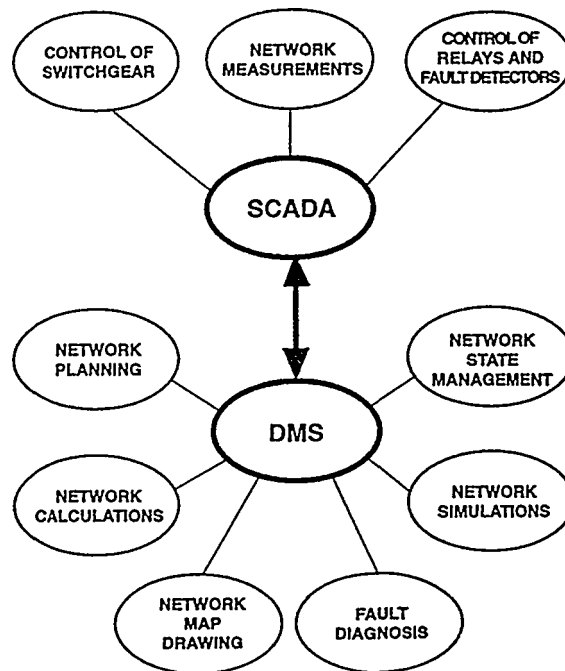 CONTROL OF
SWITCHGEAR
NETWORK
MEASUREMENTS
CONTROL OF
RELAYS AND
FAULT DETECTORS
SCADA
NETWORK
PLANNING
NETWORK
STATE
MANAGEMENT
DMS
NETWORK
CALCULATIONS
NETWORK
SIMULATIONS
NETWORK
MAP
DRAWING
FAULT
DIAGNOSIS